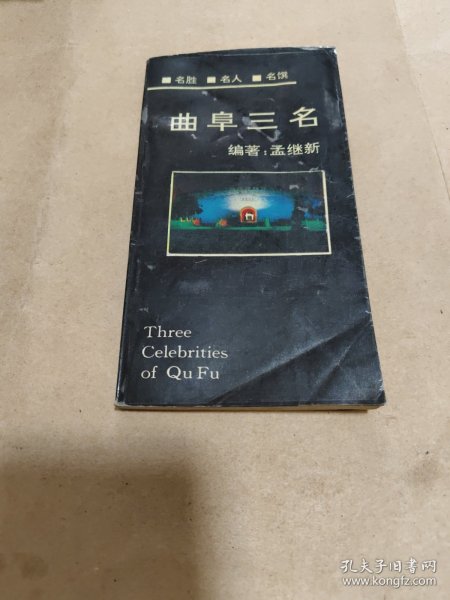 ■名胜 ■名人 ■名馔
曲阜三名
编著:孟继新
Three
Celebrities
of Qu Fu
孔夫子旧书网
www.kongfz.com